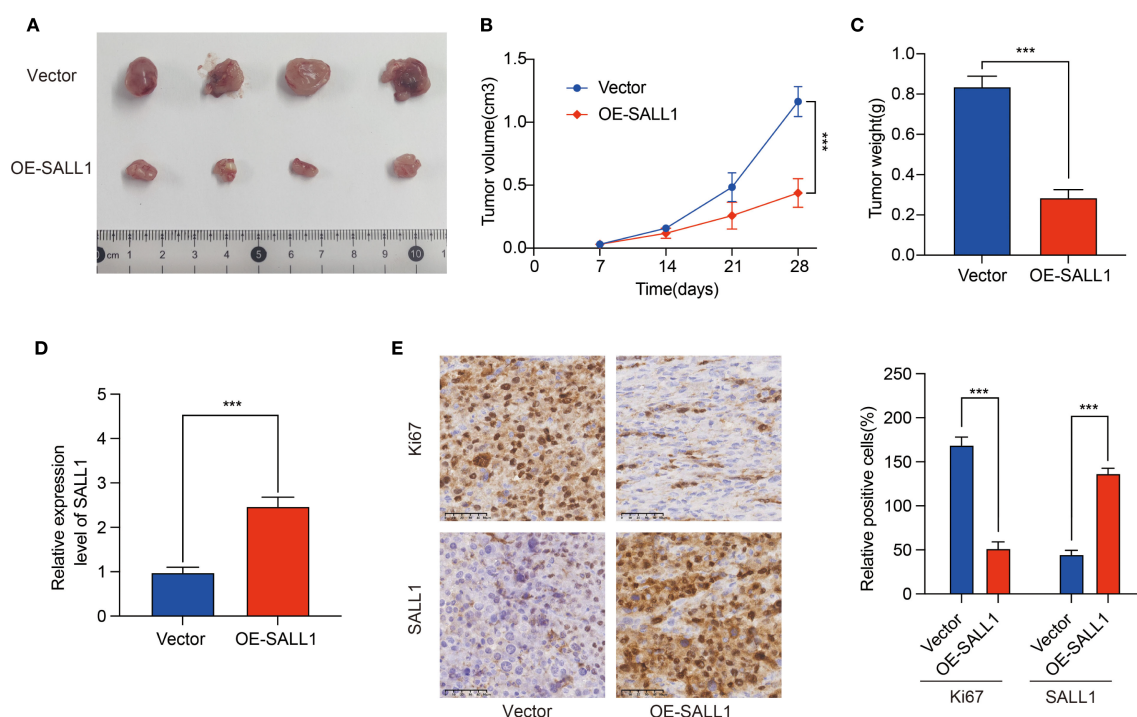 A
Vector
OE-SALL1
0 cm 1 2 3 4 5 6 7 8 9 10 1
B
Tumor volume(cm3)
1.5
1.0
0.5
0.0
Vector
OE-SALL1
***
0 7 14 21 28
Time(days)
C
Tumor weight(g)
1.0
0.8
0.6
0.4
0.2
0.0
***
Vector OE-SALL1
D
Relative expression
level of SALL1
5
4
3
2
1
0
***
Vector OE-SALL1
E
Ki67
SALL1
Vector OE-SALL1
Relative positive cells(%)
250
200
150
100
50
0
*** ***
Vector OE-SALL1 Vector OE-SALL1
Ki67 SALL1